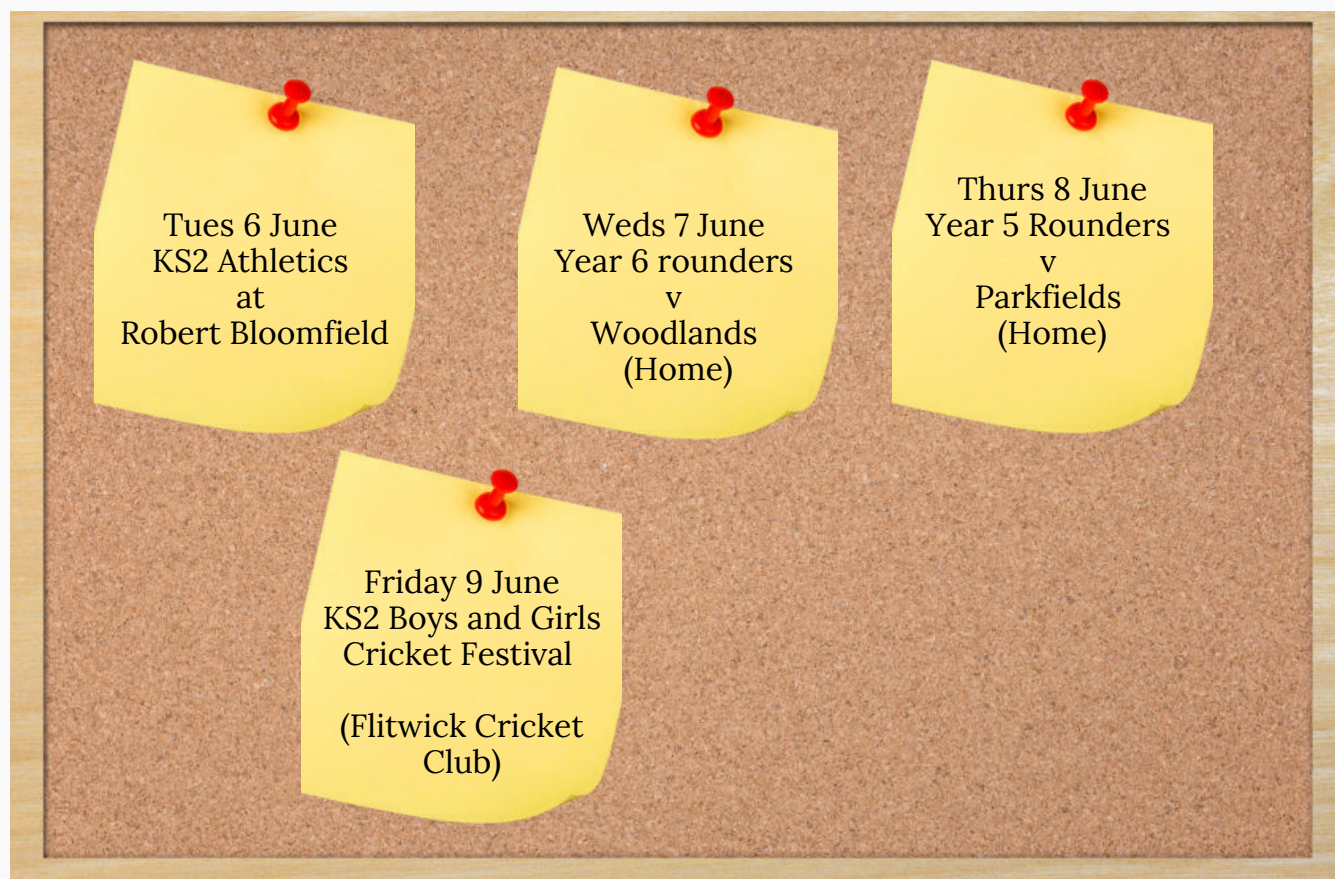 Tues 6 June
KS2 Athletics
at
Robert Bloomfield
Weds 7 June
Year 6 rounders
v
Woodlands
(Home)
Thurs 8 June
Year 5 Rounders
v
Parkfields
(Home)
Friday 9 June
KS2 Boys and Girls
Cricket Festival
(Flitwick Cricket
Club)